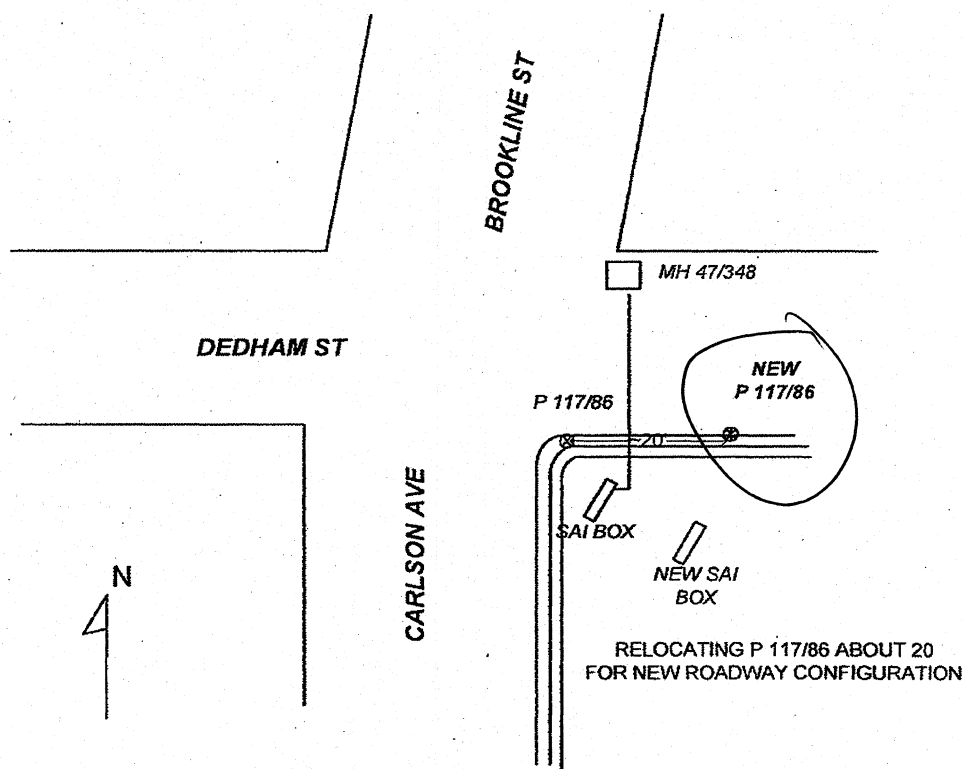 BROOKLINE ST
MH 47/348
DEDHAM ST
NEW
P 117/86
P 117/86
20'
CARLSON AVE
SAI BOX
NEW SAI
BOX
N
RELOCATING P 117/86 ABOUT 20
FOR NEW ROADWAY CONFIGURATION